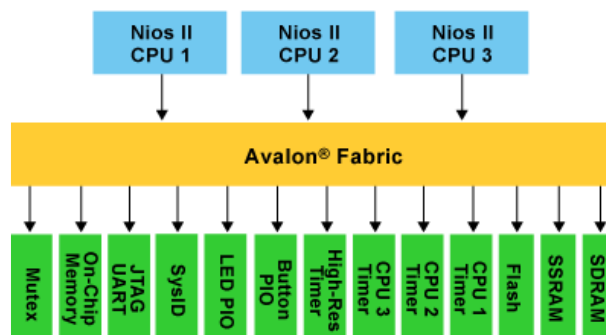 Nios II
CPU 1
Nios II
CPU 2
Nios II
CPU 3
Avalon® Fabric
Mutex
On-Chip
Memory
JTAG
UART
SysID
LED PIO
Button
PIO
High-Res
Timer
CPU 3
Timer
CPU 2
Timer
CPU 1
Timer
Flash
SSRAM
SDRAM